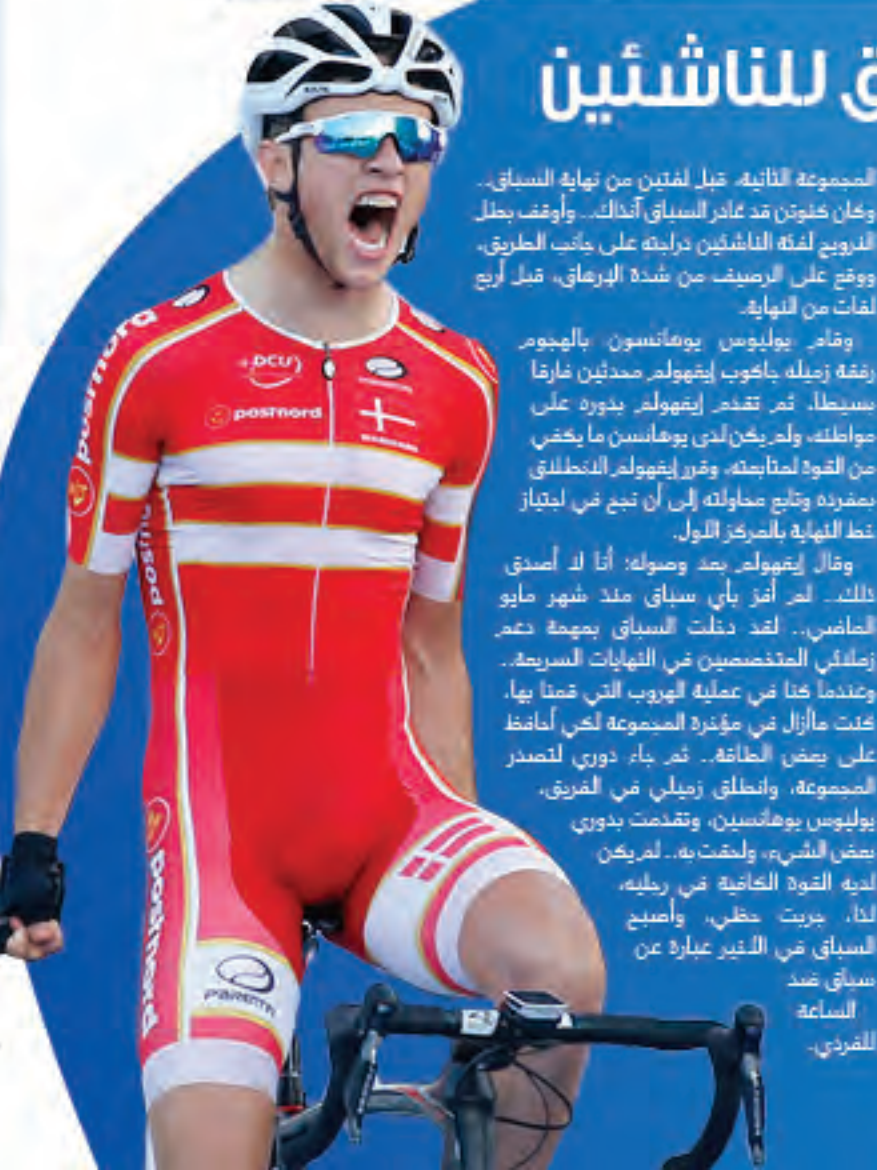 ق للناشئين
المجموعة الثانية، قبل لفتين من نهاية السباق..
وكان كنوتن قد غادر السباق آنذاك.. وأوقف بطل
النرويج لفئة الناشئين دراجته على جانب الطريق،
ووقع على الرصيف من شدة الإرهاق، قبل أربع
لفات من النهاية.
وقام يوليوس يوهانسون بالهجوم
رفقة زميله جاكوب إيقهولم محدثين فارقا
بسيطا، ثم تقدم إيقهولم بدوره على
مواطنه، ولم يكن لدى يوهانسن ما يكفي
من القوة لمتابعته، وقرر إيقهولم الانطلاق
بمفرده وتابع محاولته إلى أن نجح في اجتياز
خط النهاية بالمركز الأول.
وقال إيقهولم بعد وصوله: أنا لا أصدق
ذلك.. لم أفز بأي سباق منذ شهر مايو
الماضي.. لقد دخلت السباق بمهمة دعم
زملائي المتخصصين في النهايات السريعة..
وعندما كنا في عملية الهروب التي قمنا بها،
كنت ماأزال في مؤخرة المجموعة لكي أحافظ
على بعض الطاقة.. ثم جاء دوري لتصدر
المجموعة، وانطلق زميلي في الفريق،
يوليوس يوهانسين، وتقدمت بدوري
بعض الشيء، ولحقت به.. لم يكن
لديه القوة الكافية في رجليه،
لذا، جربت حظي، وأصبح
السباق في الأخير عبارة عن
سباق ضد
الساعة
للفردي.
DCU
postnord
postnord
postnord
postnord